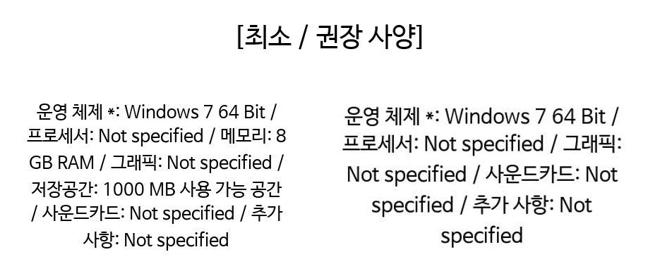 [최소 / 권장 사양]
운영 체제 *: Windows 7 64 Bit /
프로세서: Not specified / 메모리: 8
GB RAM / 그래픽: Not specified /
저장공간: 1000 MB 사용 가능 공간
/ 사운드카드: Not specified / 추가
사항: Not specified
운영 체제 *: Windows 7 64 Bit /
프로세서: Not specified / 그래픽:
Not specified / 사운드카드: Not
specified / 추가 사항: Not
specified